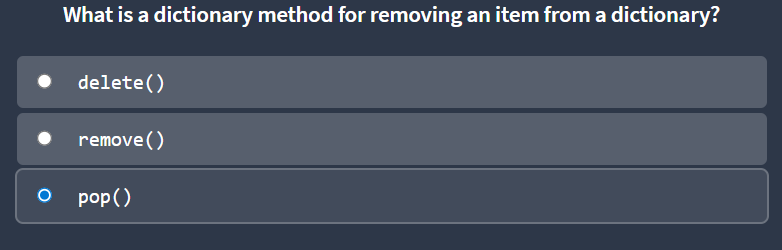 What is a dictionary method for removing an item from a dictionary?
delete()
remove()
pop()